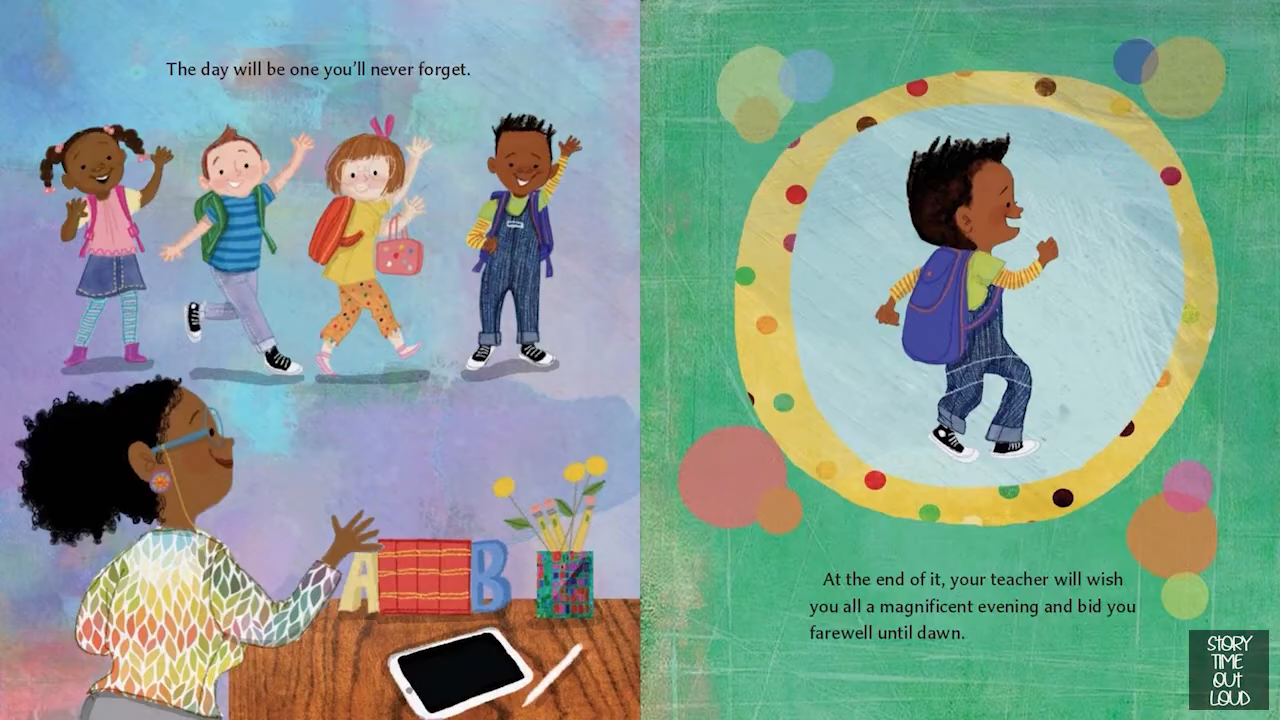 The day will be one you'll never forget.
A B
At the end of it, your teacher will wish
you all a magnificent evening and bid you
farewell until dawn.
STORY
TIME
OUT
LOUD